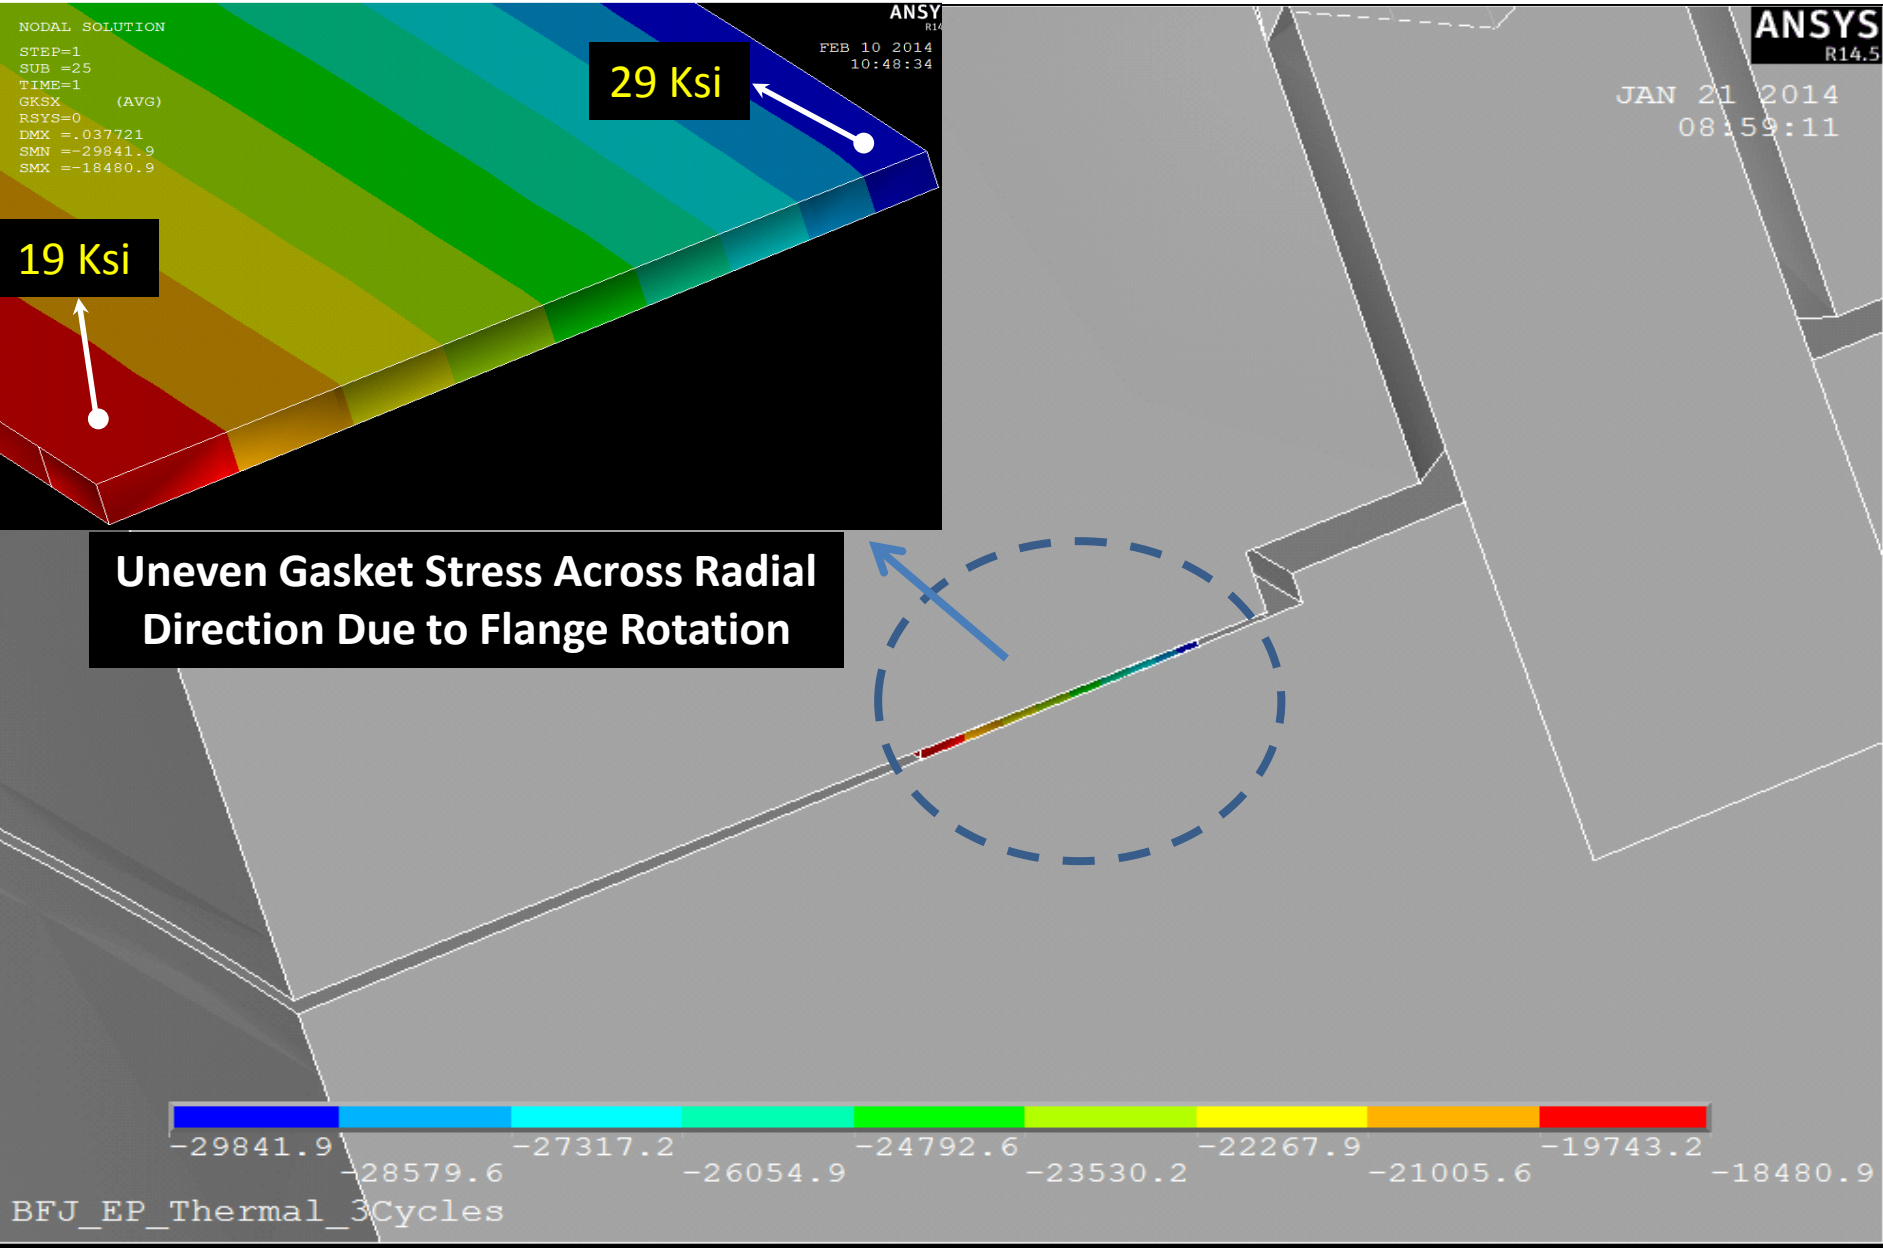 NODAL SOLUTION
STEP=1
SUB =25
TIME=1
GKSX (AVG)
RSYS=0
DMX =.037721
SMN =-29841.9
SMX =-18480.9
ANSY
R14
FEB 10 2014
10:48:34
29 Ksi
19 Ksi
ANSYS
R14.5
JAN 21 2014
08:59:11
Uneven Gasket Stress Across Radial
Direction Due to Flange Rotation
-29841.9 -27317.2 -24792.6 -22267.9 -19743.2
-28579.6 -26054.9 -23530.2 -21005.6 -18480.9
BFJ_EP_Thermal_3Cycles